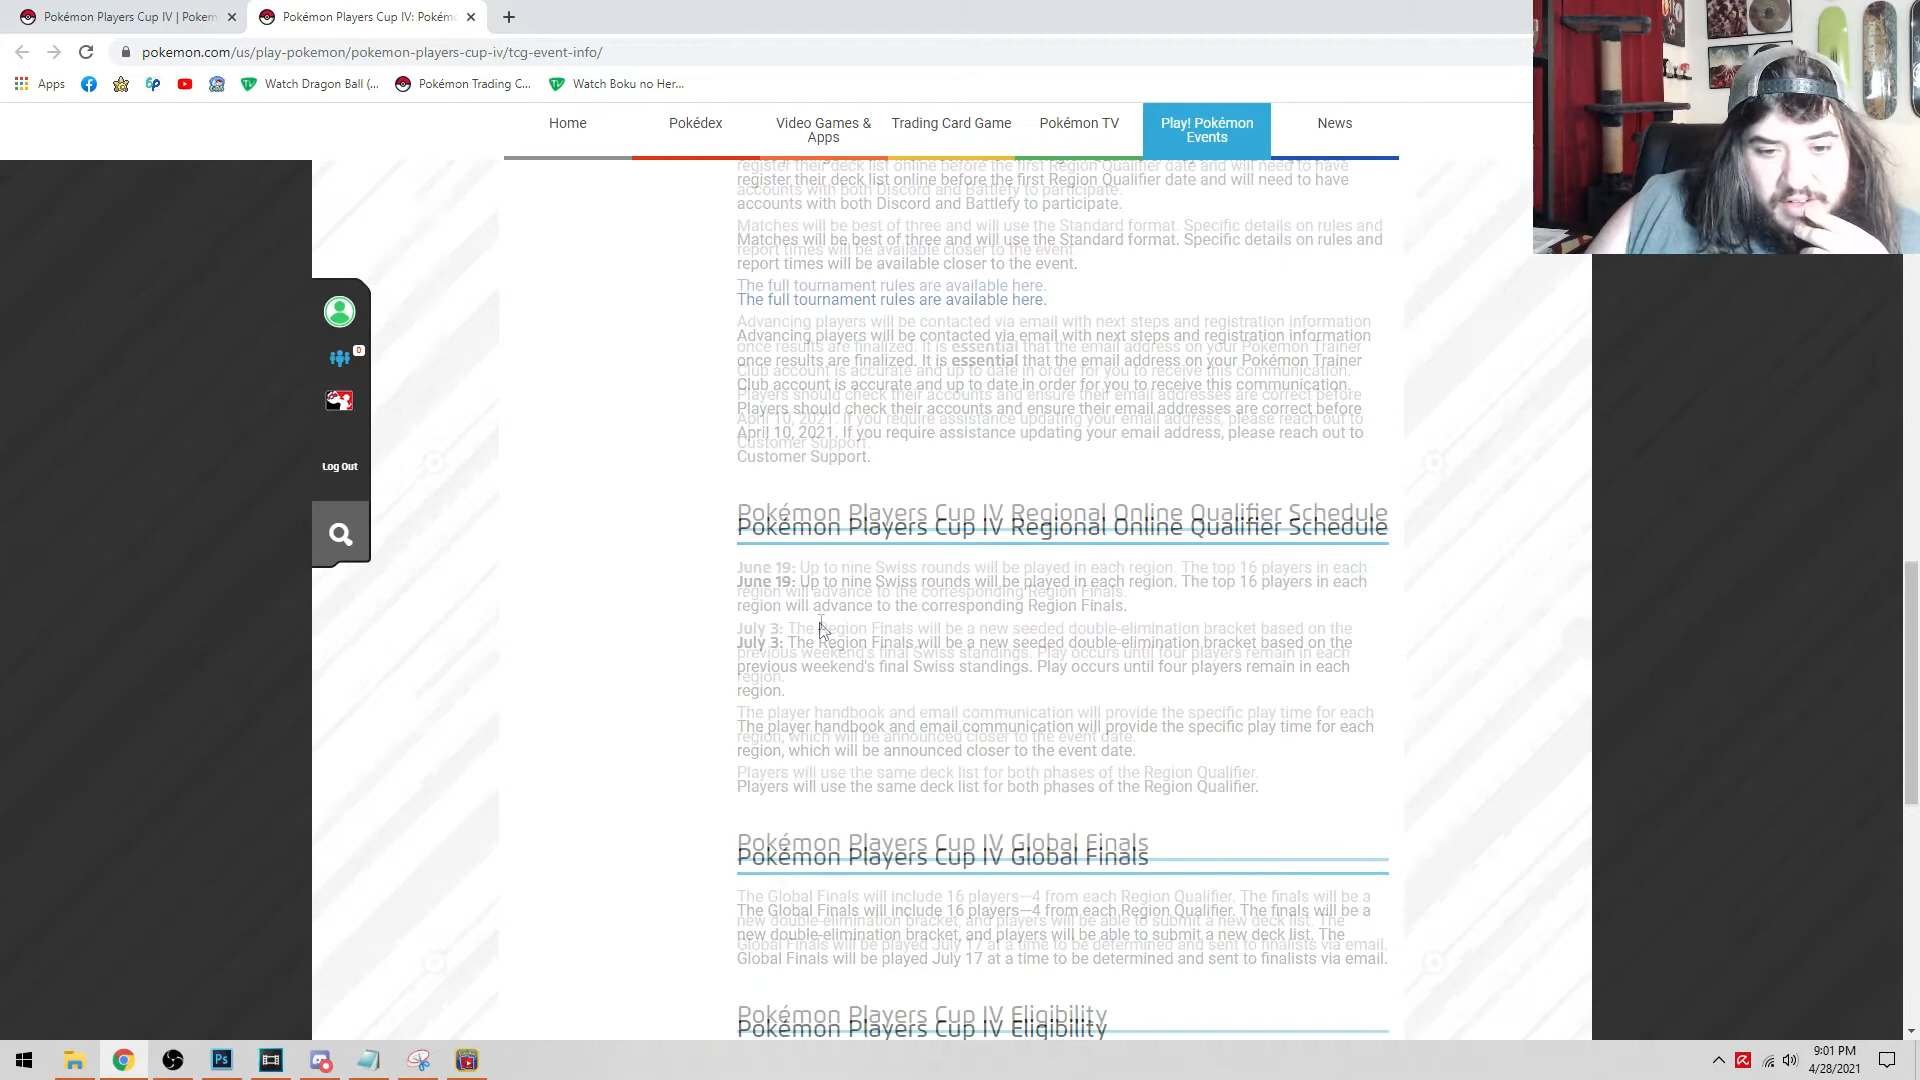 Pokémon Players Cup IV | Pokem
Pokémon Players Cup IV: Pokém
pokemon.com/us/play-pokemon/pokemon-players-cup-iv/tcg-event-info/
Apps
Watch Dragon Ball (...
Pokémon Trading C...
Watch Boku no Her...
Home
Pokédex
Video Games &
Apps
Trading Card Game
Pokémon TV
Play! Pokémon
Events
News
register their deck list online before the first Region Qualifier date and will need to have
accounts with both Discord and Battlefy to participate.
Matches will be best of three and will use the Standard format. Specific details on rules and
report times will be available closer to the event.
The full tournament rules are available here.
Advancing players will be contacted via email with next steps and registration information
once results are finalized. It is essential that the email address on your Pokémon Trainer
Club account is accurate and up to date in order for you to receive this communication.
Players should check their accounts and ensure their email addresses are correct before
April 10, 2021. If you require assistance updating your email address, please reach out to
Customer Support.
0
Log Out
Pokémon Players Cup IV Regional Online Qualifier Schedule
June 19: Up to nine Swiss rounds will be played in each region. The top 16 players in each
region will advance to the corresponding Region Finals.
July 3: The Region Finals will be a new seeded double-elimination bracket based on the
previous weekend's final Swiss standings. Play occurs until four players remain in each
region.
The player handbook and email communication will provide the specific play time for each
region, which will be announced closer to the event date.
Players will use the same deck list for both phases of the Region Qualifier.
Pokémon Players Cup IV Global Finals
The Global Finals will include 16 players—4 from each Region Qualifier. The finals will be a
new double-elimination bracket, and players will be able to submit a new deck list. The
Global Finals will be played July 17 at a time to be determined and sent to finalists via email.
Pokémon Players Cup IV Eligibility
Ps
9:01 PM
4/28/2021